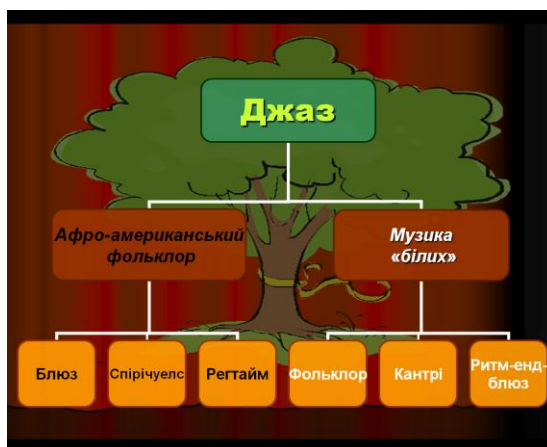 Джаз
Афро-американський
фольклор
Музика
«білих»
Блюз
Спірічуелс
Регтайм
Фольклор
Кантрі
Ритм-енд-
блюз